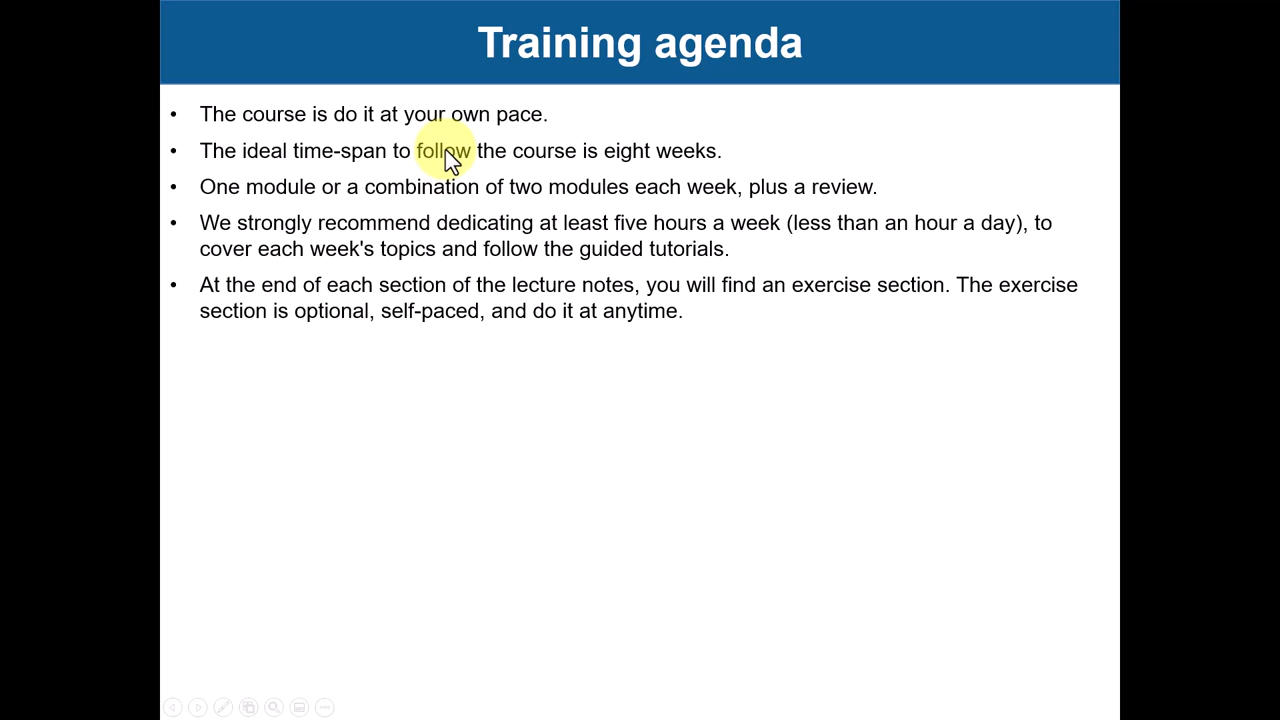 Training agenda
• The course is do it at your own pace.
• The ideal time-span to follow the course is eight weeks.
• One module or a combination of two modules each week, plus a review.
• We strongly recommend dedicating at least five hours a week (less than an hour a day), to
cover each week's topics and follow the guided tutorials.
• At the end of each section of the lecture notes, you will find an exercise section. The exercise
section is optional, self-paced, and do it at anytime.